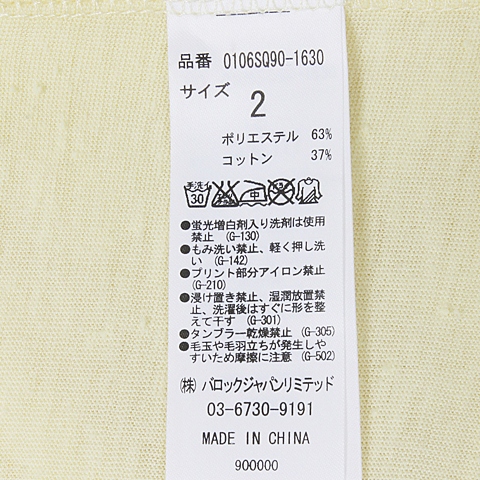 品番 0106SQ90-1630
サイズ 2
ポリエステル 63%
コットン 37%
手洗イ 30 中
●蛍光増白剤入り洗剤は使用
禁止 (G-130)
●もみ洗い禁止、軽く押し洗
い (G-142)
●プリント部分アイロン禁止
(G-210)
●浸け置き禁止、湿潤放置禁
止、洗濯後はすぐに形を整
えて干す (G-301)
●タンブラー乾燥禁止 (G-305)
●毛玉や毛羽立ちが発生しや
すいため摩擦に注意 (G-502)
(株) バロックジャパンリミテッド
03-6730-9191
MADE IN CHINA
900000